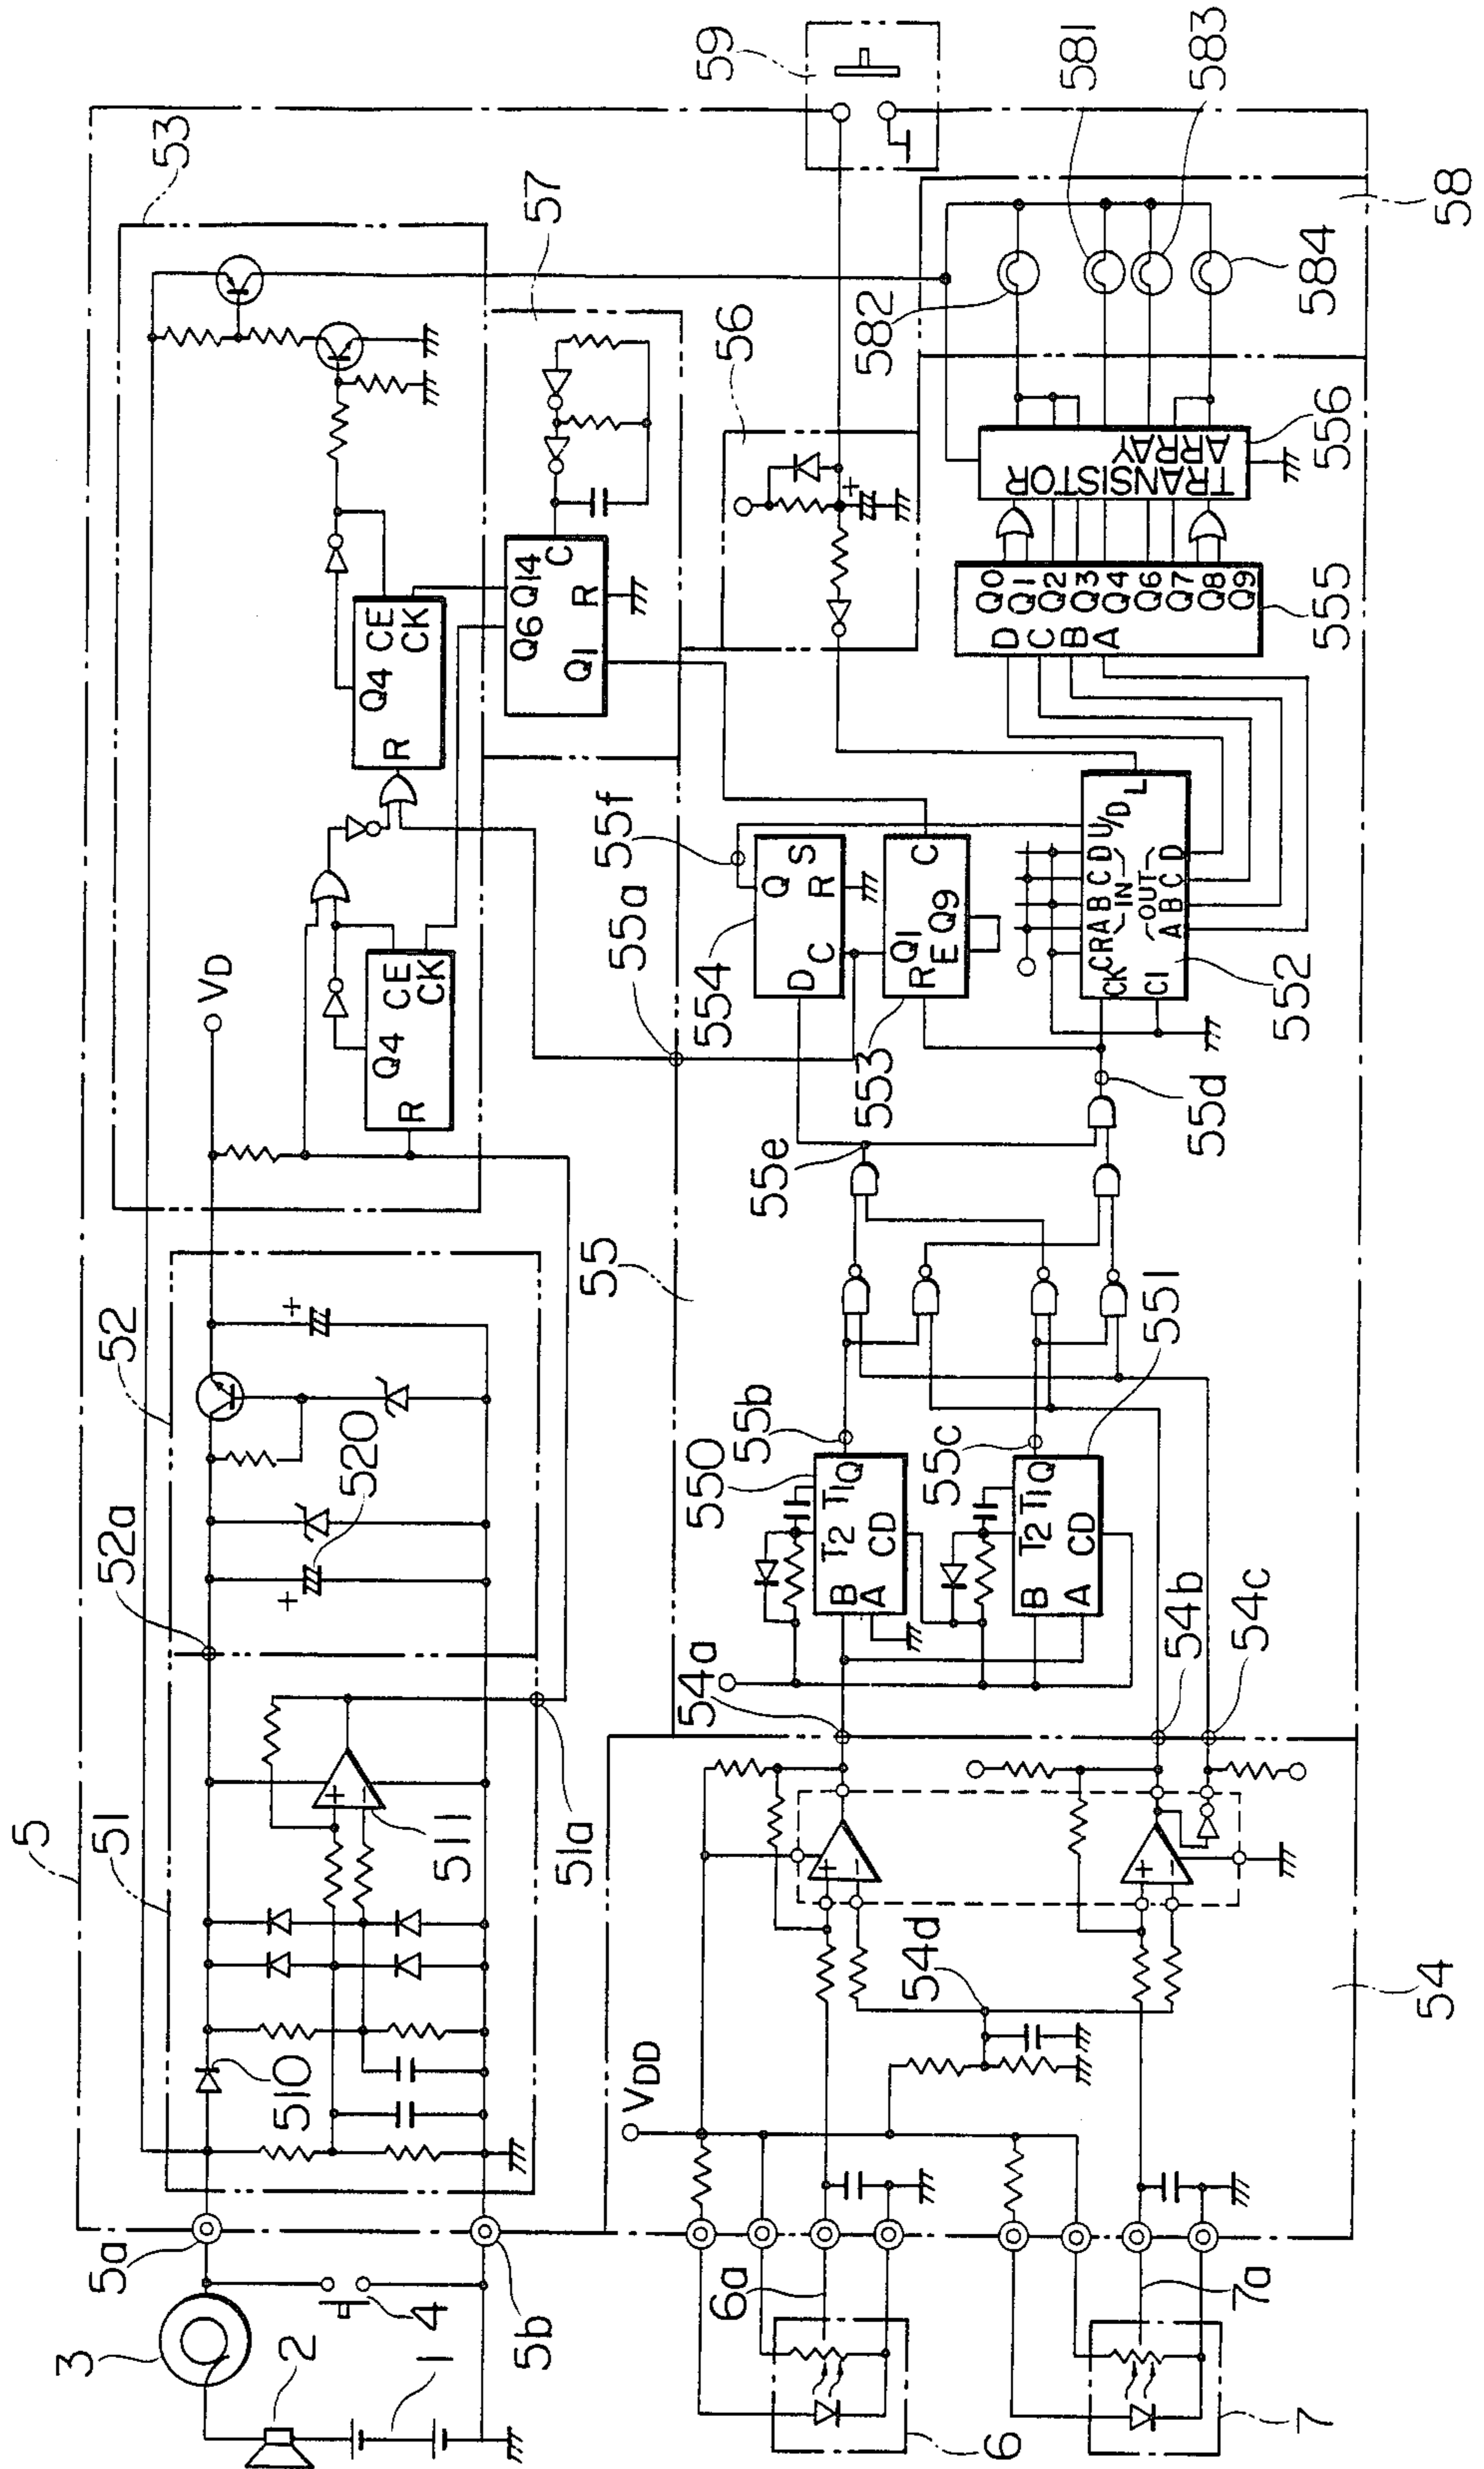 5
51
5a
3
2
4
1
5b
510
511
51a
52a
520
52
VD
53
Q4
CE
CK
R
Q4
CE
CK
R
57
Q6
Q14
C
Q1
R
59
56
VDD
6a
6
7a
7
54d
54
54a
54b
54c
55
550
B
T2
T1
Q
A
CD
55b
551
B
T2
T1
Q
A
CD
55c
55e
55d
55a
55f
554
D
Q
S
C
R
553
R
Q1
C
E
Q9
552
CK
CR
A
B
C
D
U/D
L
IN
CI
OUT
A
B
C
D
555
D
C
B
A
Q0
Q1
Q2
Q3
Q4
Q6
Q7
Q8
Q9
TRANSISTOR
ARRAY
556
582
581
583
584
58